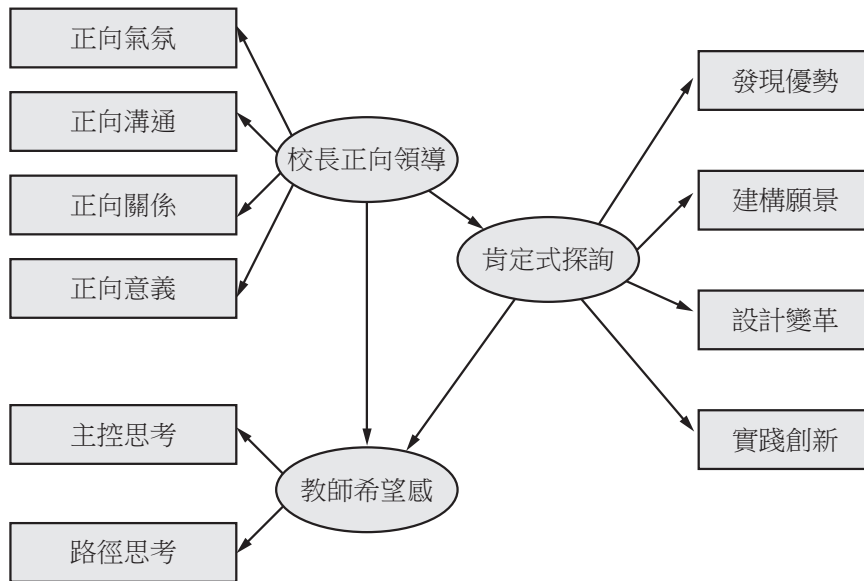 正向氣氛
正向溝通
正向關係
正向意義
校長正向領導
肯定式探詢
發現優勢
建構願景
設計變革
實踐創新
主控思考
路徑思考
教師希望感